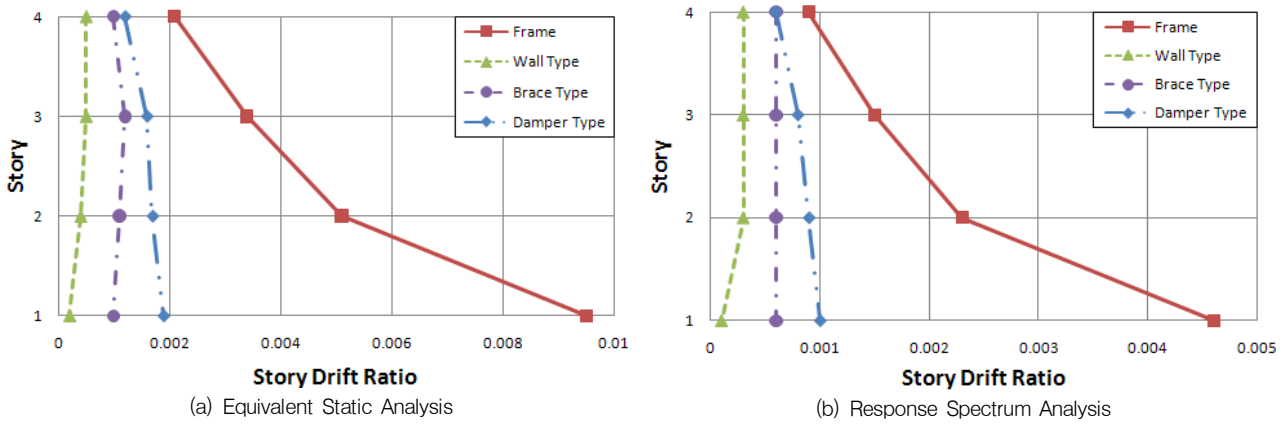 4
3
2
1
Story
0
0.002
0.004
0.006
0.008
0.01
Story Drift Ratio
Frame
Wall Type
Brace Type
Damper Type
(a) Equivalent Static Analysis
4
3
2
1
Story
0
0.001
0.002
0.003
0.004
0.005
Story Drift Ratio
Frame
Wall Type
Brace Type
Damper Type
(b) Response Spectrum Analysis